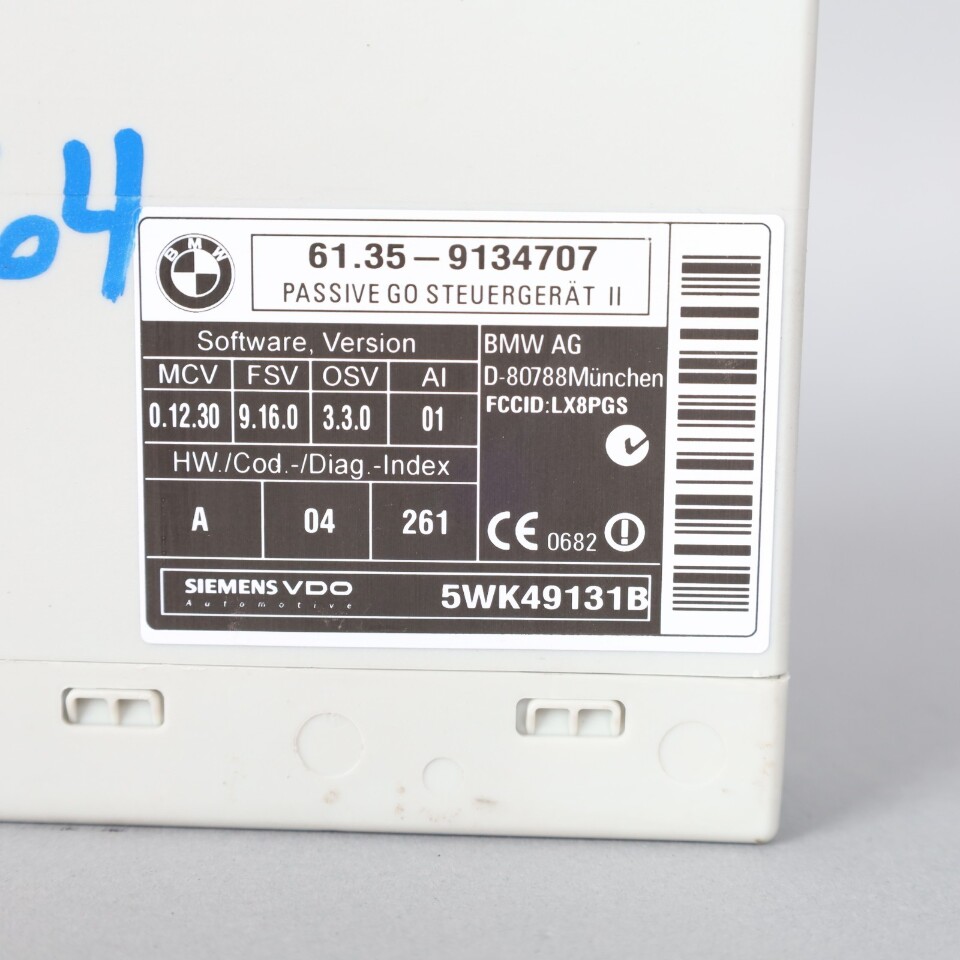 04
BMW
61.35 – 9134707
PASSIVE GO STEUERGERÄT II
Software, Version
MCV FSV OSV AI
0.12.30 9.16.0 3.3.0 01
HW./Cod.-/Diag.-Index
A 04 261
BMW AG
D-80788München
FCCID:LX8PGS
CE 0682
SIEMENS VDO
Automotive
5WK49131B